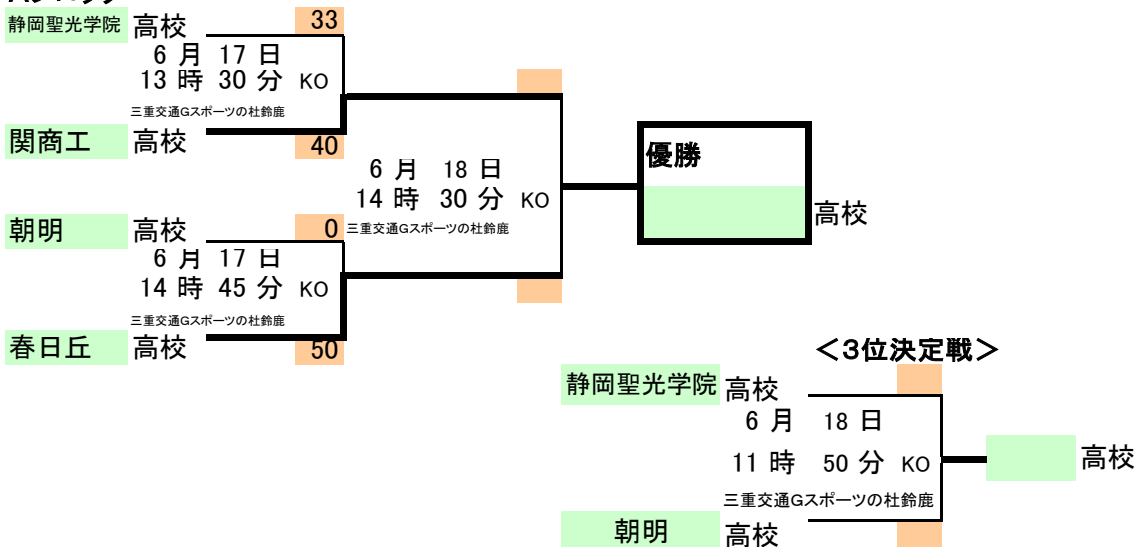 静岡聖光学院 高校 33
6 月 17 日
13 時 30 分 KO
三重交通Gスポーツの杜鈴鹿
関商工 高校 40
6 月 18 日
14 時 30 分 KO
三重交通Gスポーツの杜鈴鹿
優勝
高校
朝明 高校 0
6 月 17 日
14 時 45 分 KO
三重交通Gスポーツの杜鈴鹿
春日丘 高校 50
＜3位決定戦＞
静岡聖光学院 高校
6 月 18 日
11 時 50 分 KO
三重交通Gスポーツの杜鈴鹿
高校
朝明 高校